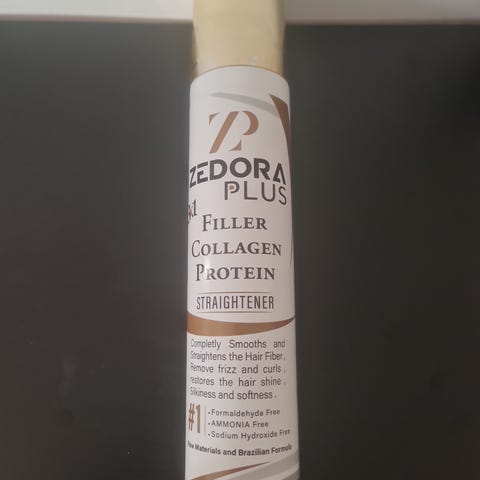 ZP
ZEDORA
PLUS
FILLER
COLLAGEN
PROTEIN
STRAIGHTENER
Completly Smooths and
Straightens the Hair Fiber,
Remove frizz and curls,
restores the hair shine,
Silkiness and softness.
#1
•Formaldehyde Free
•AMMONIA Free
•Sodium Hydroxide Free
Materials and Brazilian Formula